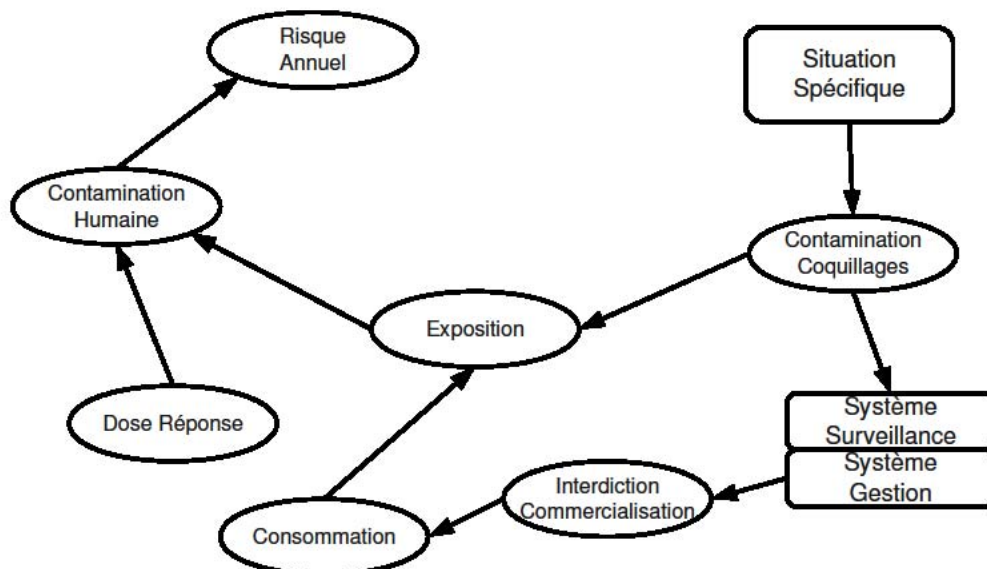 Risque
Annuel
Situation
Spécifique
Contamination
Humaine
Contamination
Coquillages
Exposition
Dose Réponse
Système
Surveillance
Système
Gestion
Interdiction
Commercialisation
Consommation